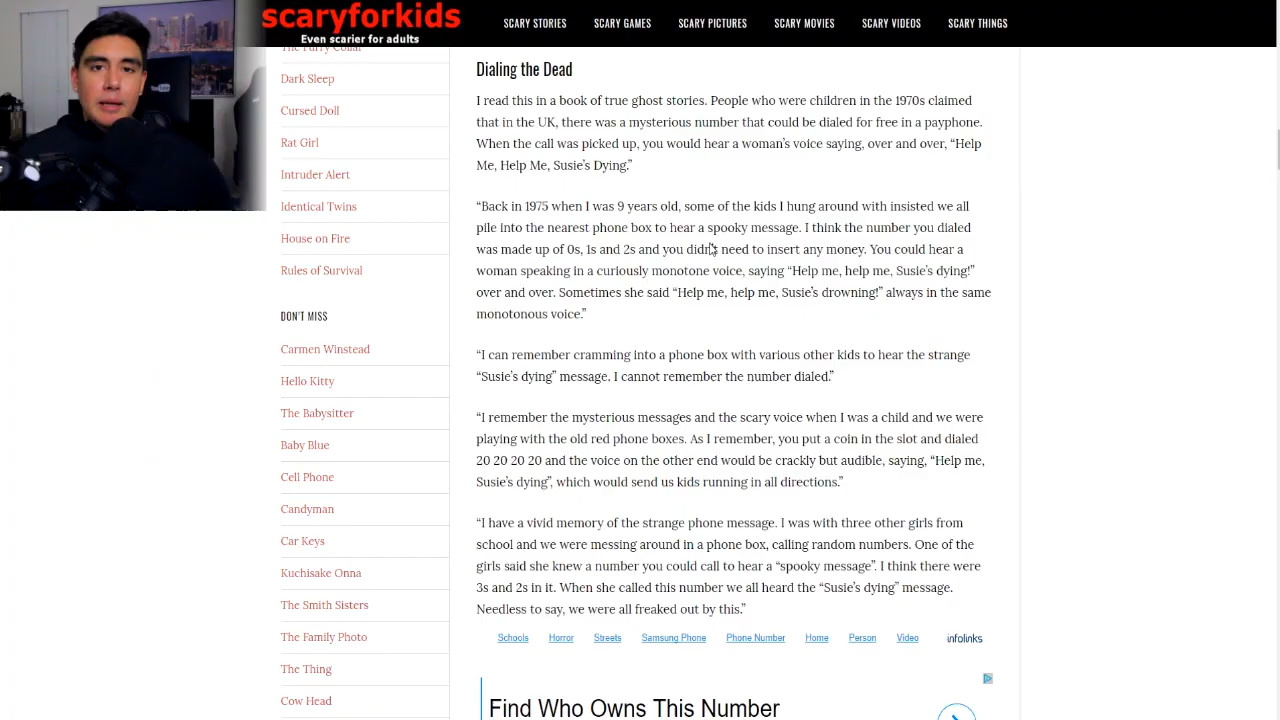 scaryforkids
Even scarier for adults
SCARY STORIES
SCARY GAMES
SCARY PICTURES
SCARY MOVIES
SCARY VIDEOS
SCARY THINGS
The Furry Collar
Dark Sleep
Cursed Doll
Rat Girl
Intruder Alert
Identical Twins
House on Fire
Rules of Survival
DON'T MISS
Carmen Winstead
Hello Kitty
The Babysitter
Baby Blue
Cell Phone
Candyman
Car Keys
Kuchisake Onna
The Smith Sisters
The Family Photo
The Thing
Cow Head
Dialing the Dead
I read this in a book of true ghost stories. People who were children in the 1970s claimed
that in the UK, there was a mysterious number that could be dialed for free in a payphone.
When the call was picked up, you would hear a woman's voice saying, over and over, “Help
Me, Help Me, Susie's Dying.”
“Back in 1975 when I was 9 years old, some of the kids I hung around with insisted we all
pile into the nearest phone box to hear a spooky message. I think the number you dialed
was made up of 0s, 1s and 2s and you didn't need to insert any money. You could hear a
woman speaking in a curiously monotone voice, saying “Help me, help me, Susie's dying!”
over and over. Sometimes she said “Help me, help me, Susie's drowning!” always in the same
monotonous voice.”
“I can remember cramming into a phone box with various other kids to hear the strange
“Susie's dying” message. I cannot remember the number dialed.”
“I remember the mysterious messages and the scary voice when I was a child and we were
playing with the old red phone boxes. As I remember, you put a coin in the slot and dialed
20 20 20 20 and the voice on the other end would be crackly but audible, saying, “Help me,
Susie's dying”, which would send us kids running in all directions.”
“I have a vivid memory of the strange phone message. I was with three other girls from
school and we were messing around in a phone box, calling random numbers. One of the
girls said she knew a number you could call to hear a “spooky message”. I think there were
3s and 2s in it. When she called this number we all heard the “Susie's dying” message.
Needless to say, we were all freaked out by this.”
Schools
Horror
Streets
Samsung Phone
Phone Number
Home
Person
Video
infolinks
Find Who Owns This Number
YouTube